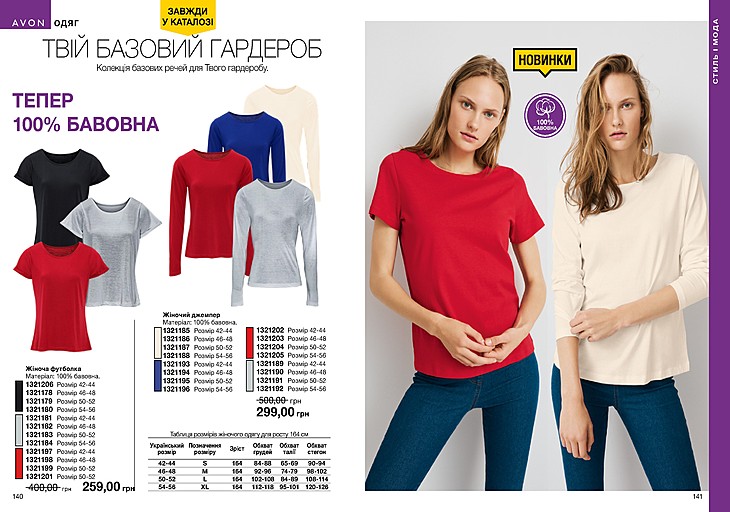 AVON
ОДЯГ
ЗАВЖДИ
У КАТАЛОЗІ
ТВІЙ БАЗОВИЙ ГАРДЕРОБ
Колекція базових речей для Твого гардеробу.
ТЕПЕР
100% БАВОВНА
Жіноча футболка
Матеріал: 100% бавовна.
1321206 Розмір 42-44
1321178 Розмір 46-48
1321179 Розмір 50-52
1321180 Розмір 54-56
1321181 Розмір 42-44
1321182 Розмір 46-48
1321183 Розмір 50-52
1321184 Розмір 54-56
1321197 Розмір 42-44
1321198 Розмір 46-48
1321199 Розмір 50-52
1321201 Розмір 50-52
400,00 грн 259,00 грн
Жіночий джемпер
Матеріал: 100% бавовна.
1321185 Розмір 42-44
1321186 Розмір 46-48
1321187 Розмір 50-52
1321188 Розмір 54-56
1321193 Розмір 42-44
1321194 Розмір 46-48
1321195 Розмір 50-52
1321196 Розмір 54-56
1321202 Розмір 42-44
1321203 Розмір 46-48
1321204 Розмір 50-52
1321205 Розмір 54-56
1321189 Розмір 42-44
1321190 Розмір 46-48
1321191 Розмір 50-52
1321192 Розмір 54-56
500,00 грн
299,00 грн
Таблиця розмірів жіночого одягу для росту 164 см
Український розмір Позначення розміру Зріст Обхват грудей Обхват талії Обхват стегон
42-44 S 164 84-88 65-69 90-94
46-48 M 164 92-96 74-79 98-102
50-52 L 164 102-108 84-89 108-114
54-56 XL 164 112-118 95-101 120-126
140
НОВИНКИ
100%
БАВОВНА
СТИЛЬ І МОДА
141